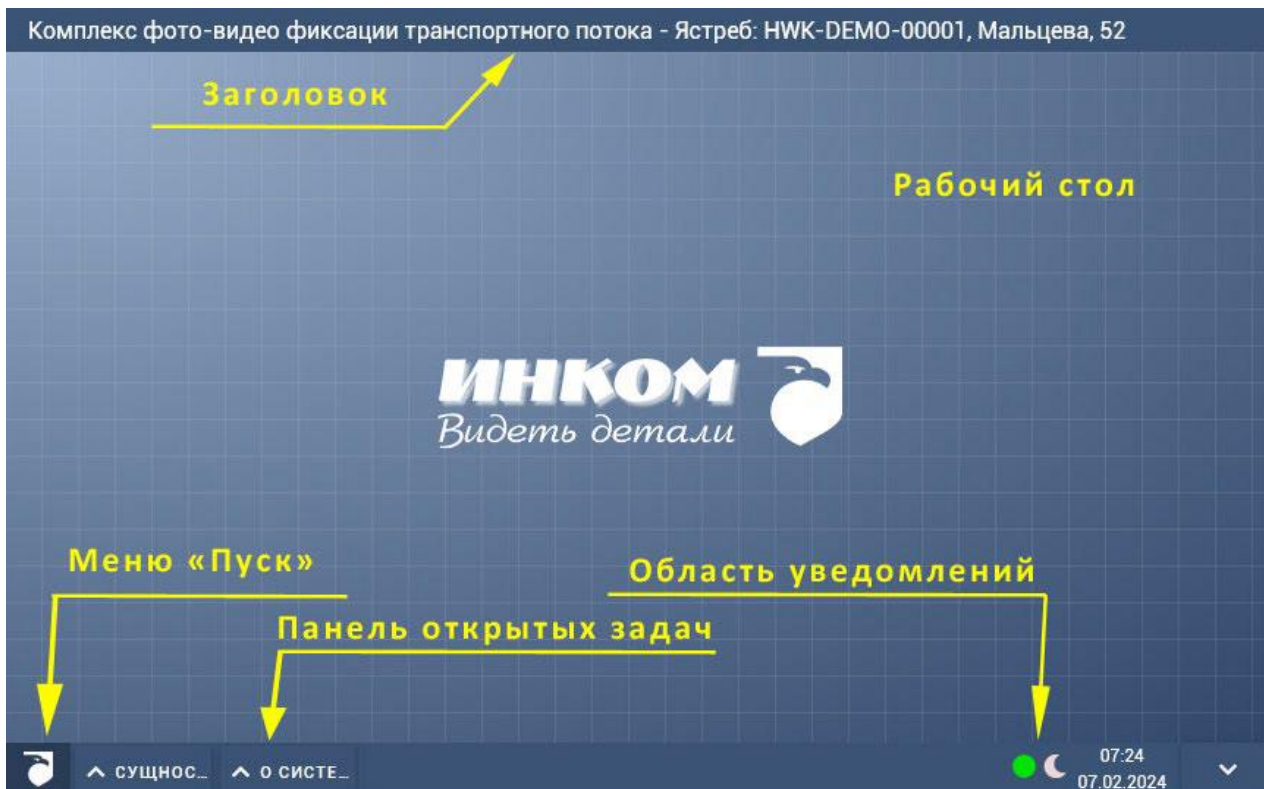 Комплекс фото-видео фиксации транспортного потока - Ястреб: HWK-DEMO-00001, Мальцева, 52
Заголовок
Рабочий стол
ИНКОМ
Видеть детали
Меню «Пуск»
Область уведомлений
Панель открытых задач
СУЩНОС...
О СИСТЕ...
07:24
07.02.2024